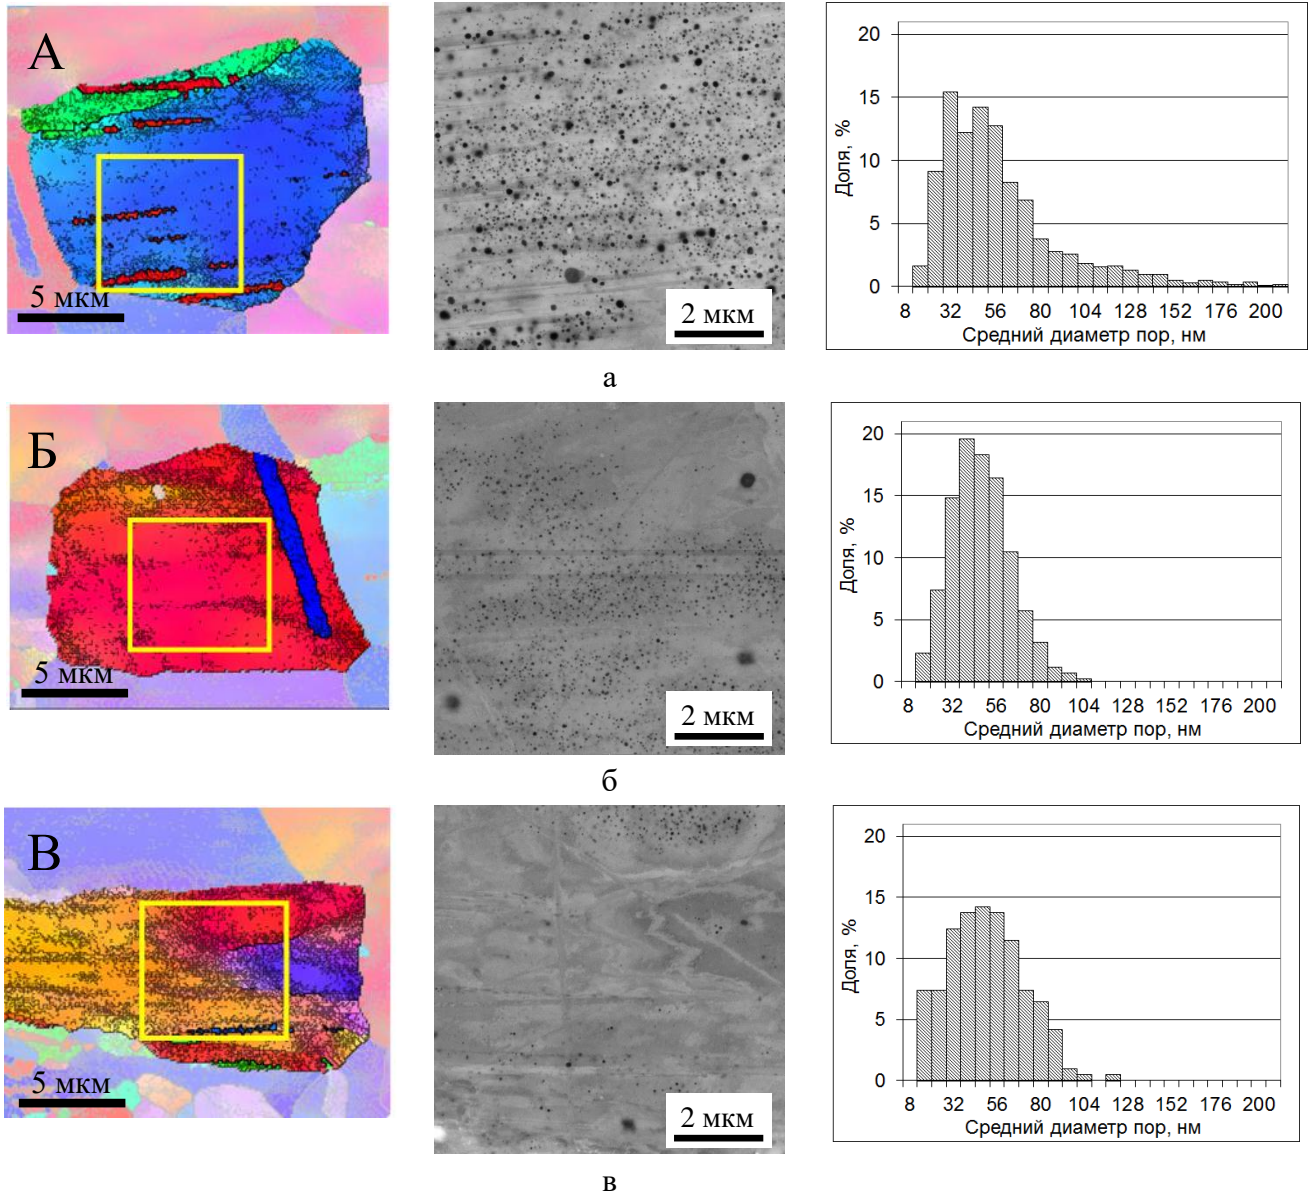 А
5 мкм
2 мкм
20
15
10
5
0
Доля, %
8 32 56 80 104 128 152 176 200
Средний диаметр пор, нм
а
Б
5 мкм
2 мкм
20
15
10
5
0
Доля, %
8 32 56 80 104 128 152 176 200
Средний диаметр пор, нм
б
В
5 мкм
2 мкм
20
15
10
5
0
Доля, %
8 32 56 80 104 128 152 176 200
Средний диаметр пор, нм
в